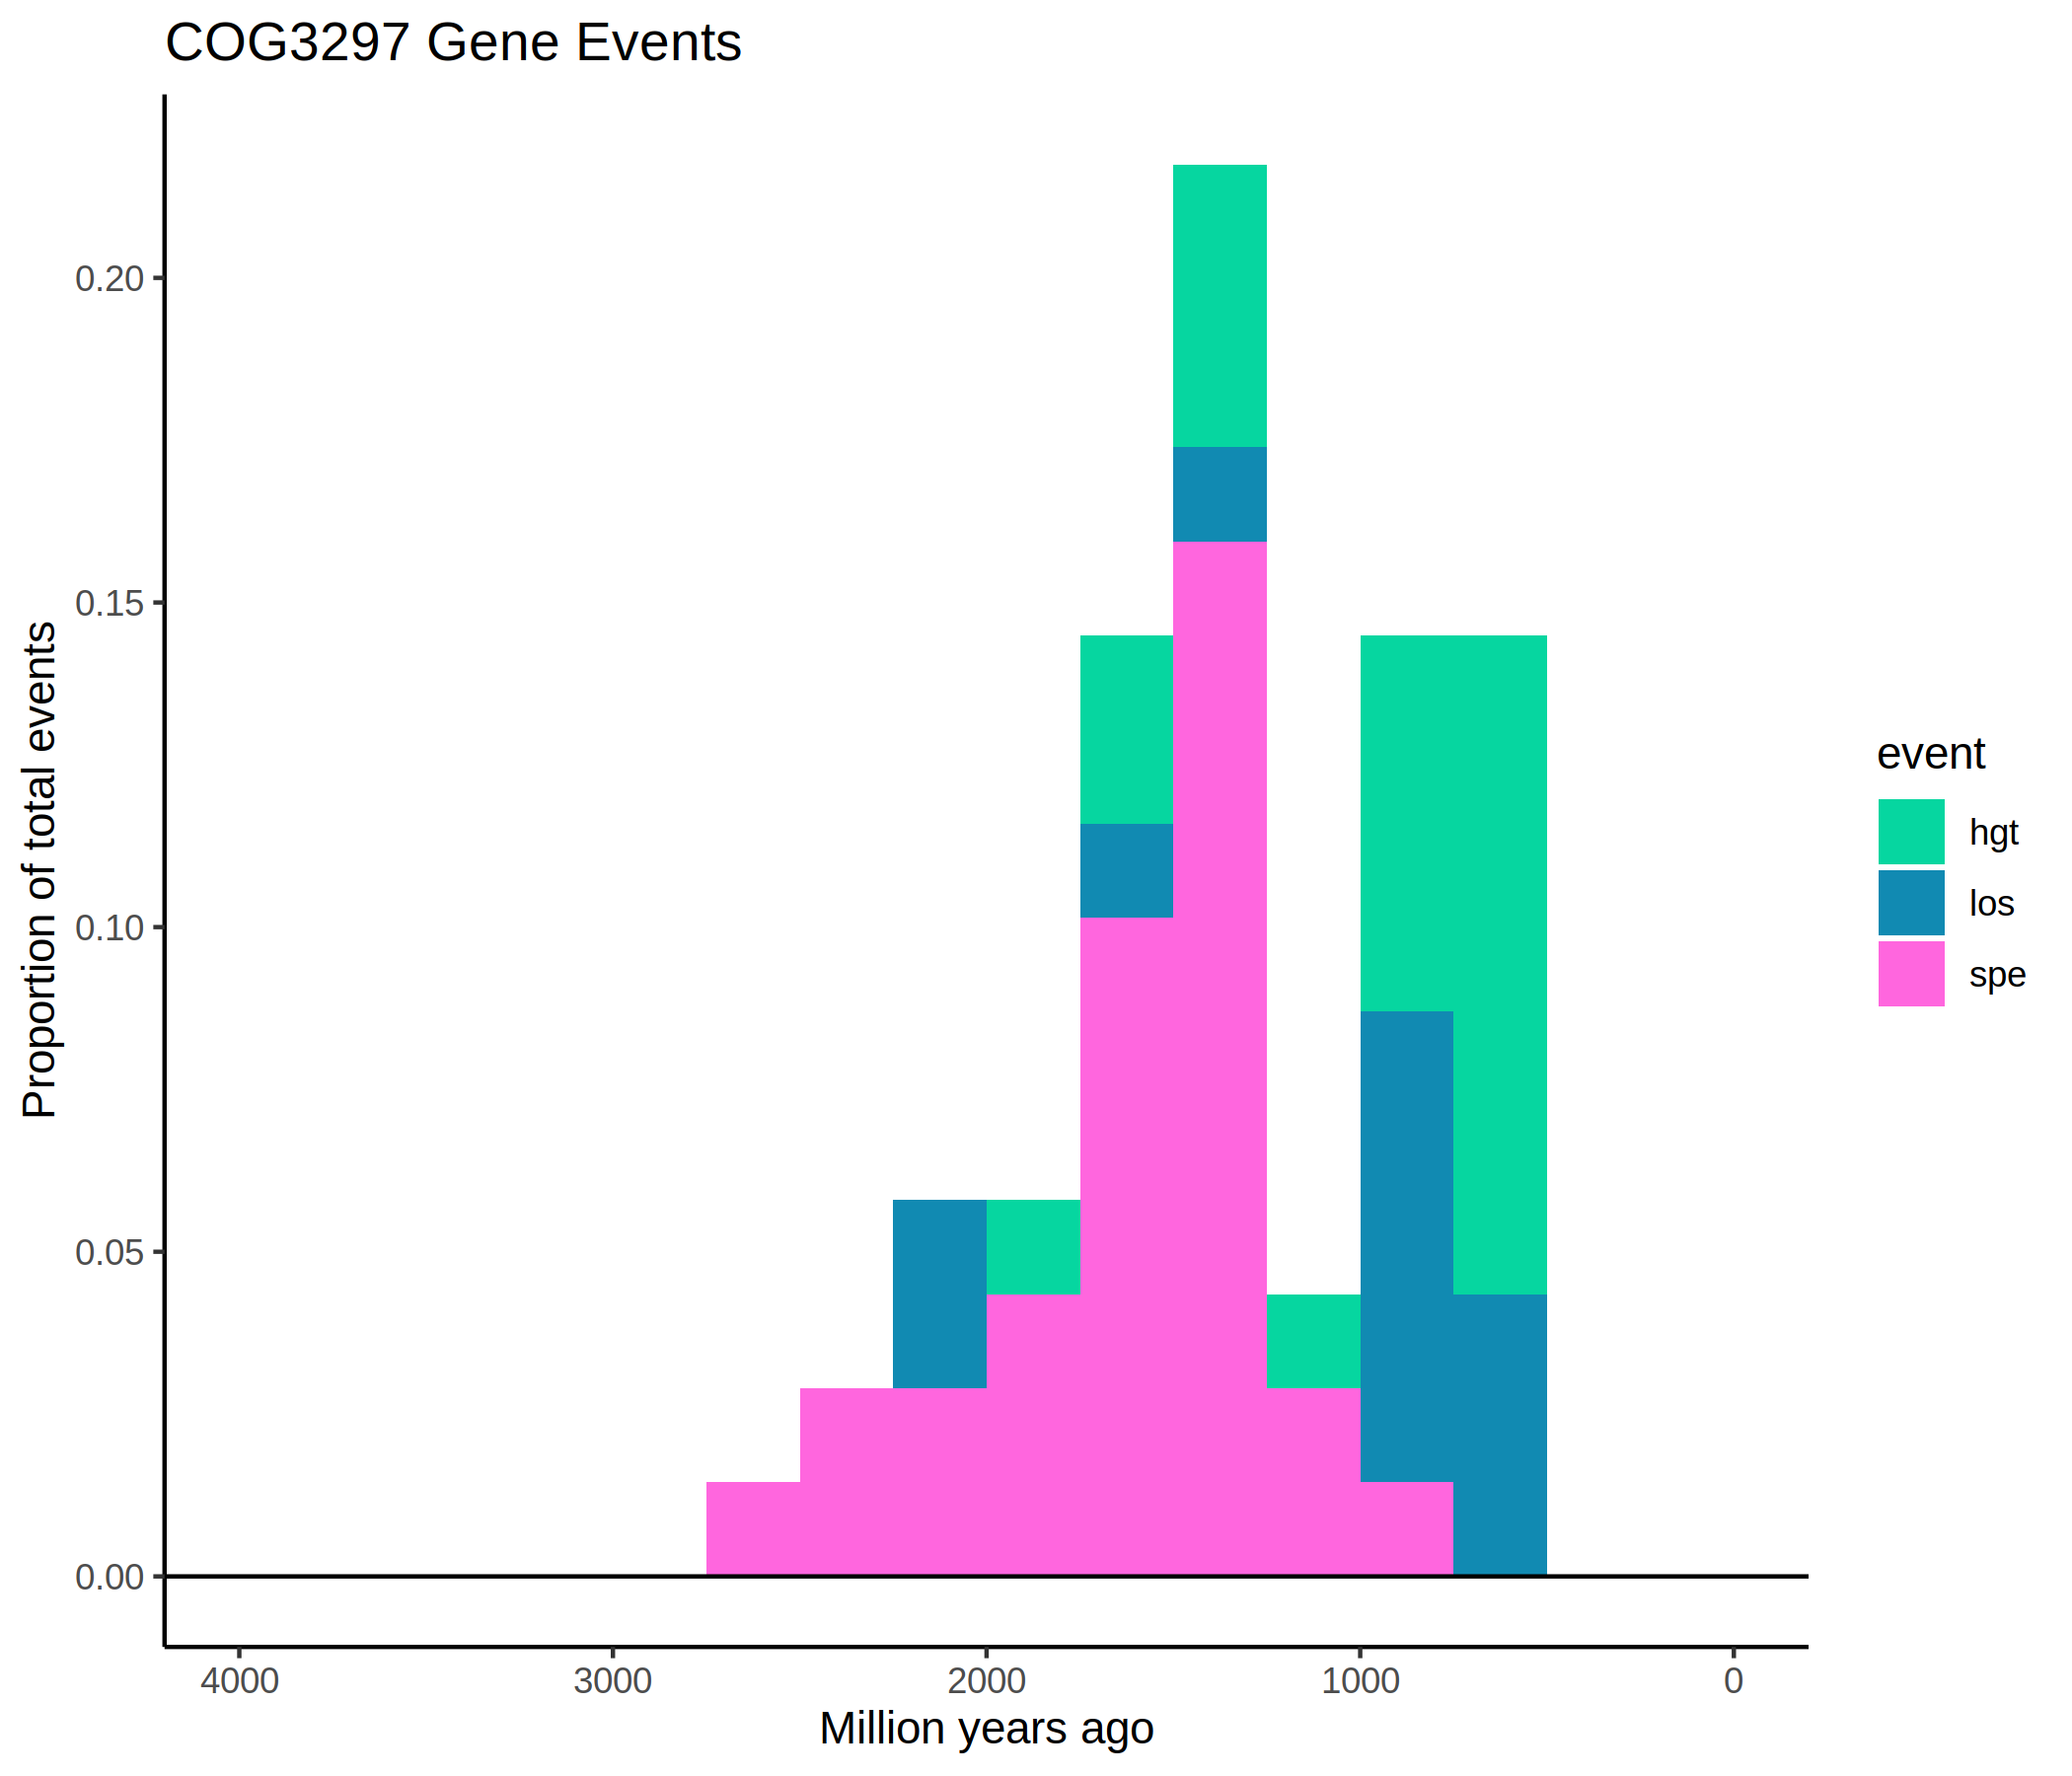 COG3297 Gene Events
Proportion of total events
0.20
0.15
0.10
0.05
0.00
4000 3000 2000 1000 0
Million years ago
event
hgt
los
spe